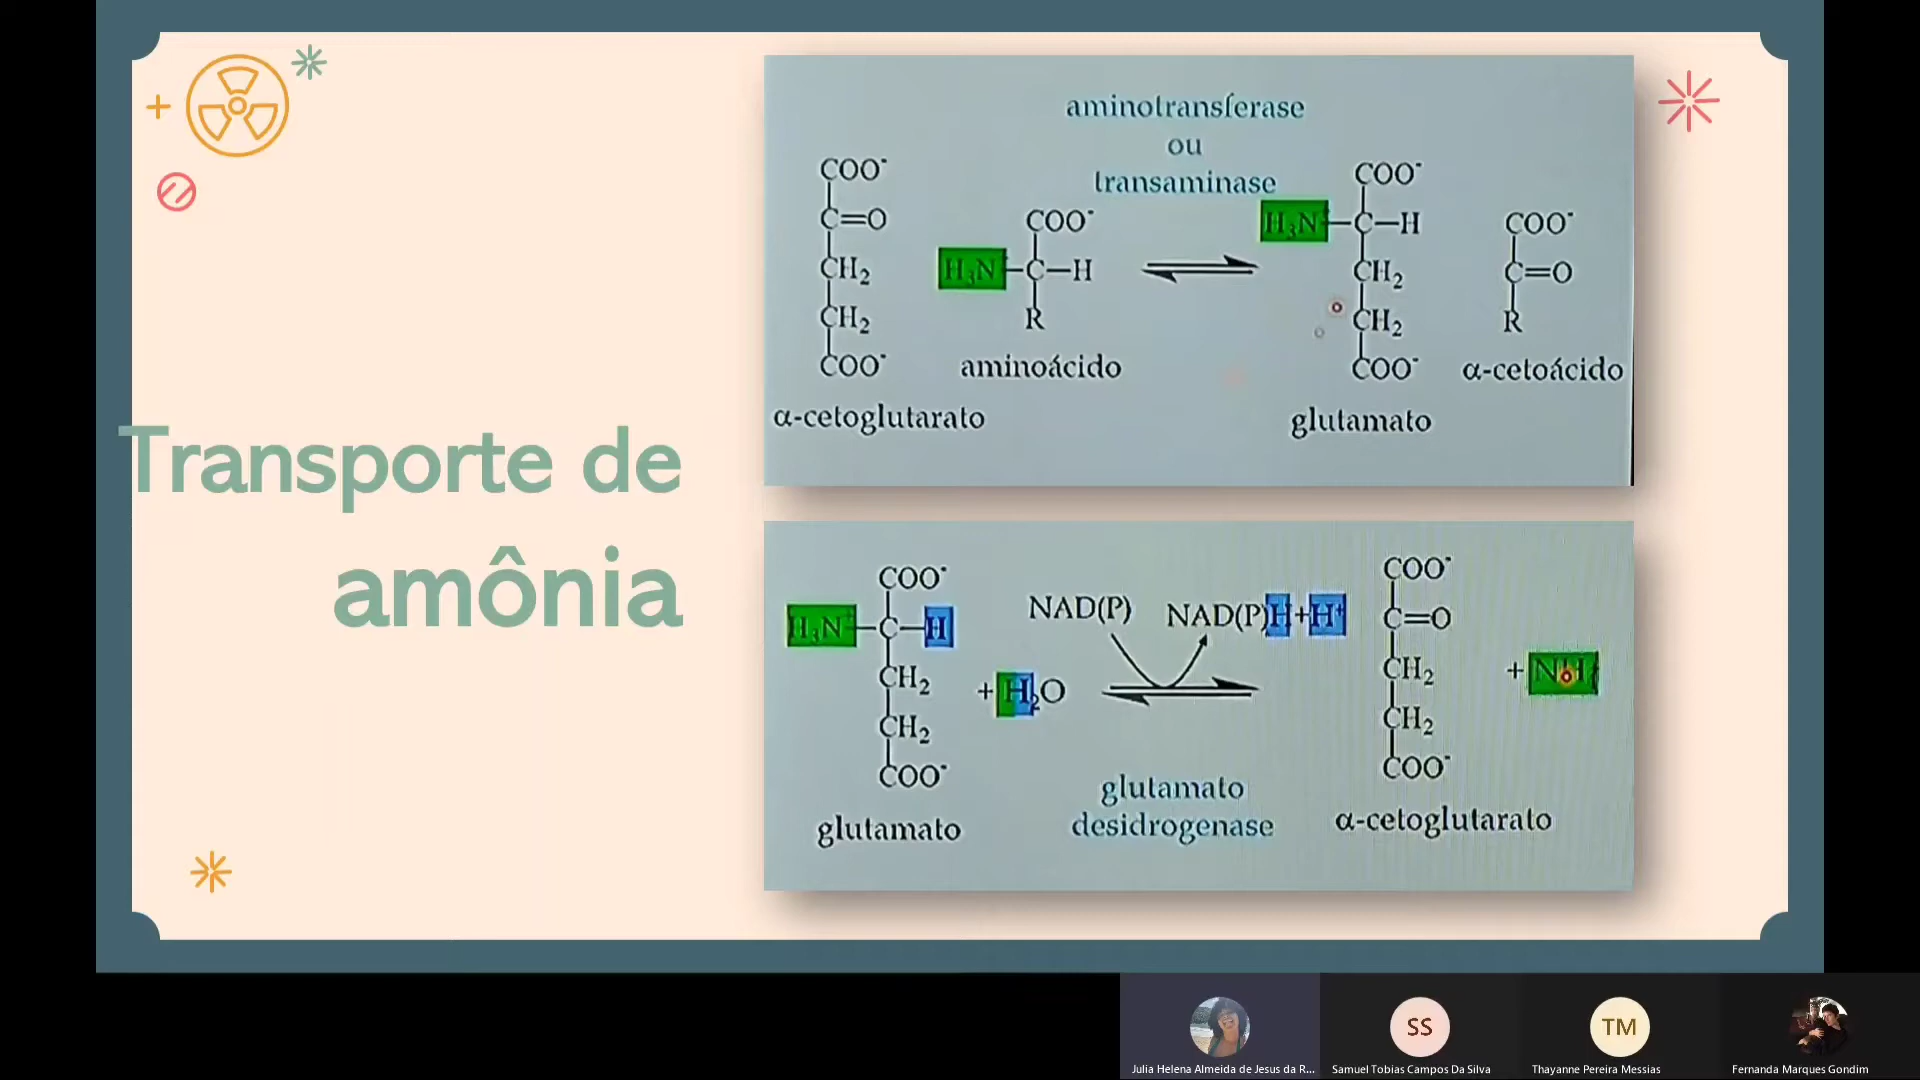 Transporte de
amônia
aminotransferase
ou
transaminase
COO⁻
C=O
CH₂
CH₂
COO⁻
α-cetoglutarato
COO⁻
H₃N⁺—C—H
R
aminoácido
COO⁻
H₃N⁺—C—H
CH₂
CH₂
COO⁻
glutamato
COO⁻
C=O
R
α-cetoácido
COO⁻
H₃N⁺—C—H
CH₂
CH₂
COO⁻
glutamato
+ H₂O
NAD(P)
NAD(P)H+H⁺
glutamato
desidrogenase
COO⁻
C=O
CH₂
CH₂
COO⁻
α-cetoglutarato
+
SS
TM
Julia Helena Almeida de Jesus da R...
Samuel Tobias Campos Da Silva
Thayanne Pereira Messias
Fernanda Marques Gondim